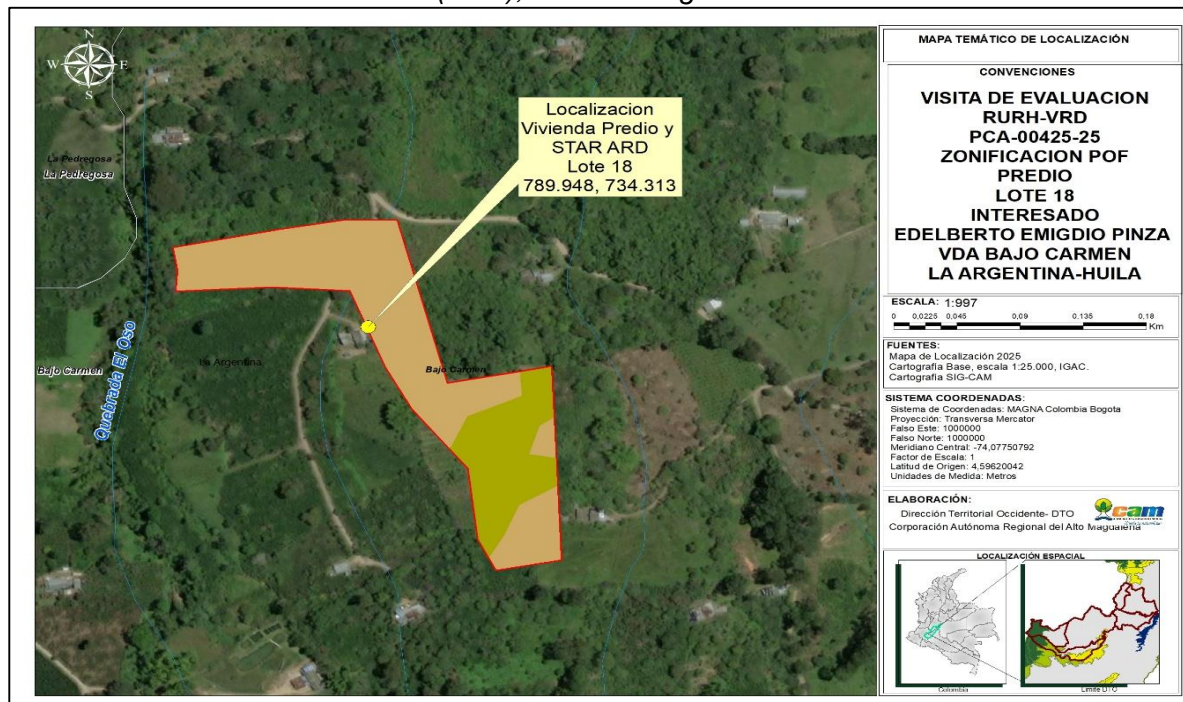 N
W E
S
Localizacion
Vivienda Predio y
STAR ARD
Lote 18
789.948, 734.313
La Pedregosa
La Pedregosa
Bajo Carmen
Quebrada El Oso
La Argentina
Bajo Carmen
MAPA TEMÁTICO DE LOCALIZACIÓN
CONVENCIONES
VISITA DE EVALUACION
RURH-VRD
PCA-00425-25
ZONIFICACION POF
PREDIO
LOTE 18
INTERESADO
EDELBERTO EMIGDIO PINZA
VDA BAJO CARMEN
LA ARGENTINA-HUILA
ESCALA: 1:997
0 0,0225 0,045 0,09 0,135 0,18
Km
FUENTES:
Mapa de Localización 2025
Cartografia Base, escala 1:25.000, IGAC.
Cartografia SIG-CAM
SISTEMA COORDENADAS:
Sistema de Coordenadas: MAGNA Colombia Bogota
Proyección: Transversa Mercator
Falso Este: 1000000
Falso Norte: 1000000
Meridiano Central: -74,07750792
Factor de Escala: 1
Latitud de Origen: 4,59620042
Unidades de Medida: Metros
ELABORACIÓN:
Dirección Territorial Occidente- DTO
Corporación Autónoma Regional del Alto Magdalena
cam
LOCALIZACIÓN ESPACIAL
Colombia
Limite DTO